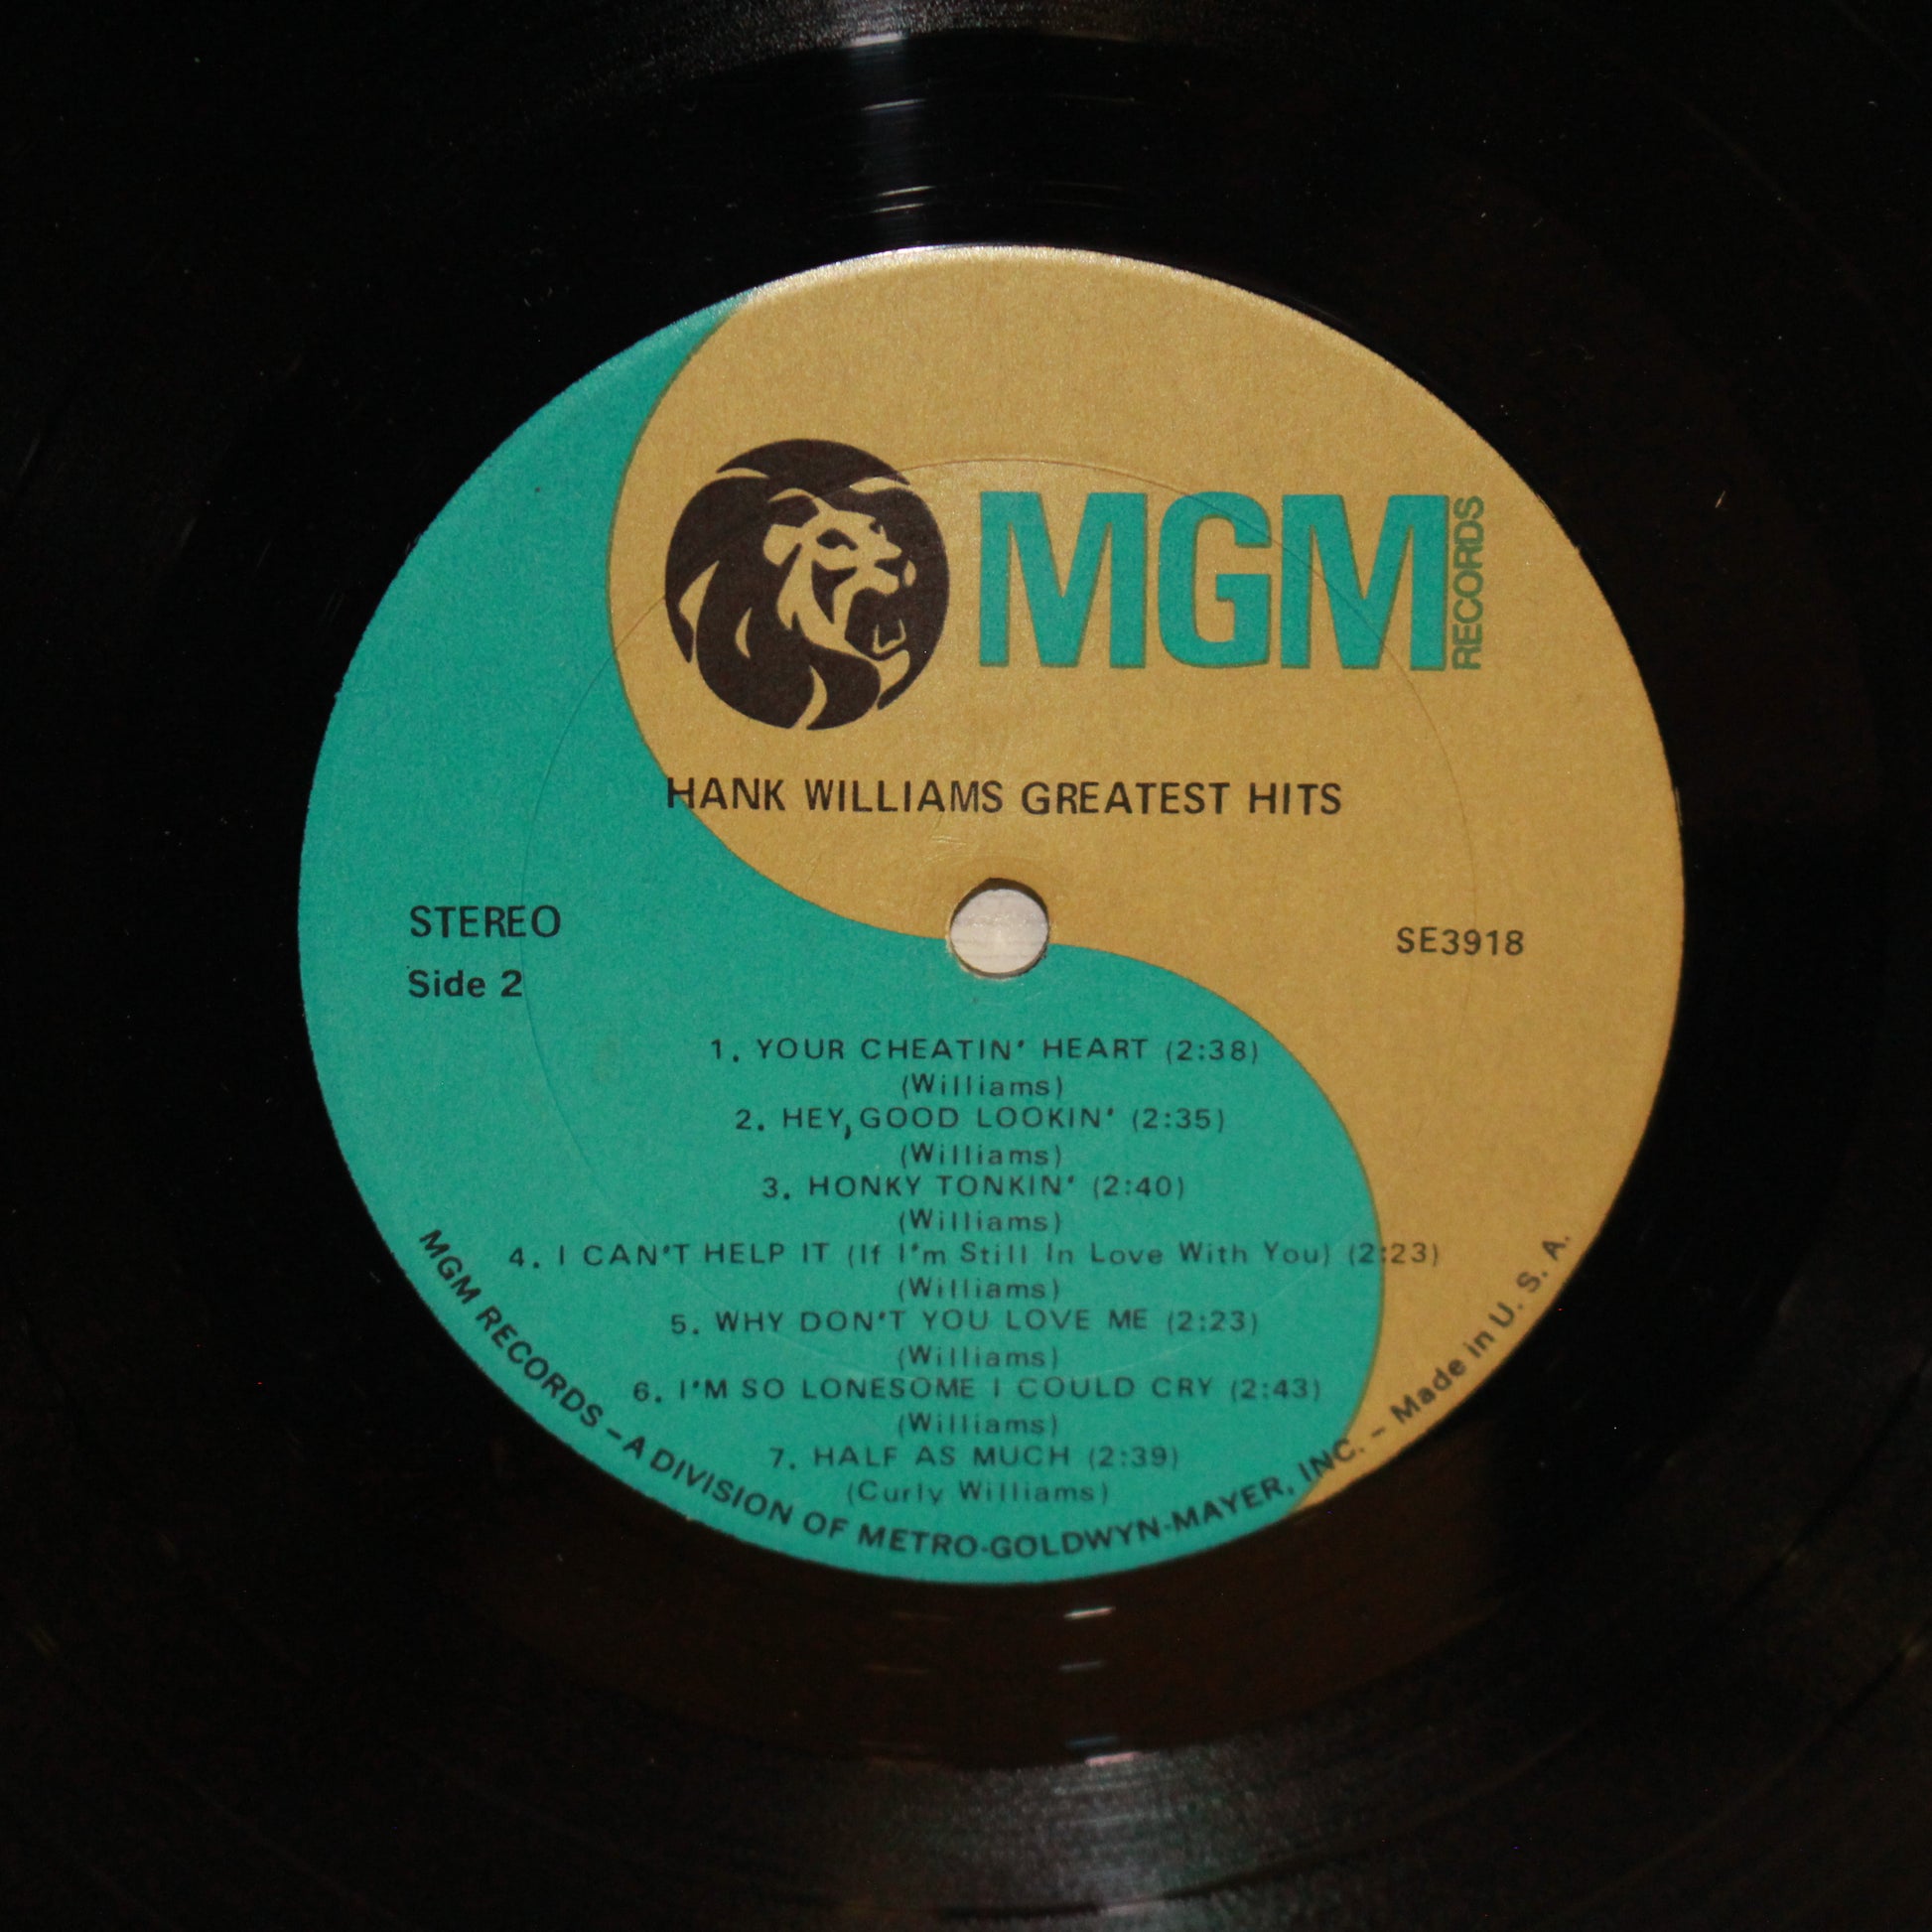 MGM RECORDS
HANK WILLIAMS GREATEST HITS
STEREO
Side 2
SE3918
1. YOUR CHEATIN' HEART (2:38)
(Williams)
2. HEY, GOOD LOOKIN' (2:35)
(Williams)
3. HONKY TONKIN' (2:40)
(Williams)
4. I CAN'T HELP IT (If I'm Still In Love With You) (2:23)
(Williams)
5. WHY DON'T YOU LOVE ME (2:23)
(Williams)
6. I'M SO LONESOME I COULD CRY (2:43)
(Williams)
7. HALF AS MUCH (2:39)
(Curly Williams)
MGM RECORDS – A DIVISION OF METRO-GOLDWYN-MAYER, INC. – Made in U. S. A.